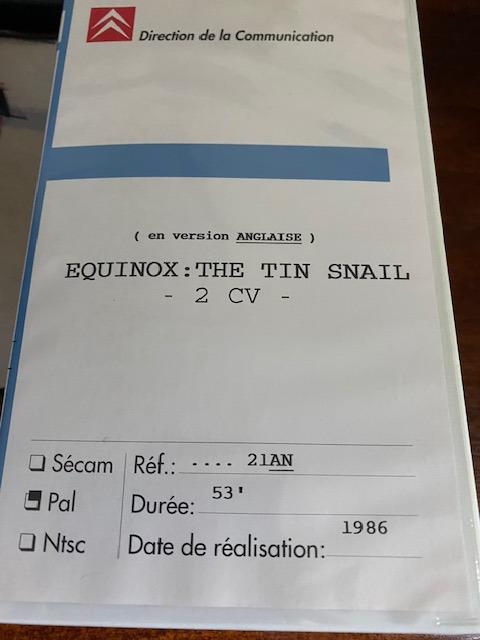 Direction de la Communication
( en version ANGLAISE )
EQUINOX:THE TIN SNAIL
- 2 CV -
Sécam
Réf.: .... 21AN
Pal
Durée: 53'
Ntsc
Date de réalisation: 1986